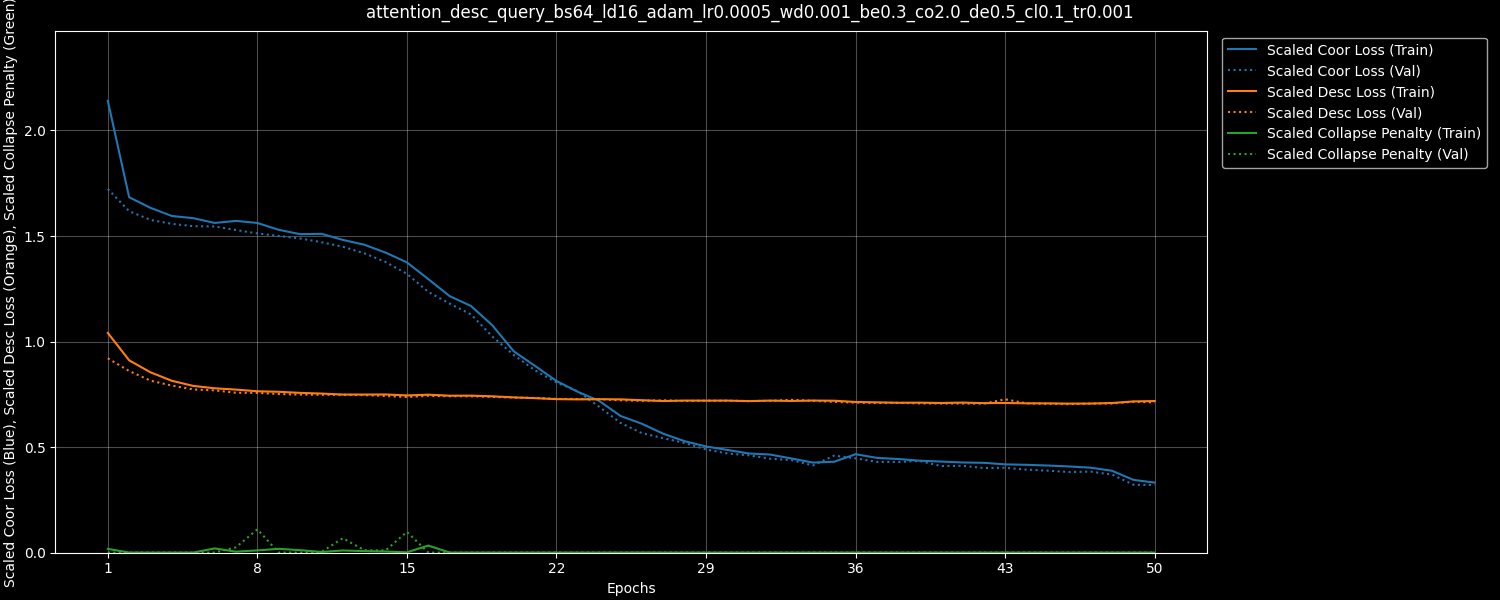 attention_desc_query_bs64_ld16_adam_lr0.0005_wd0.001_be0.3_co2.0_de0.5_cl0.1_tr0.001
Scaled Coor Loss (Blue), Scaled Desc Loss (Orange), Scaled Collapse Penalty (Green)
2.0
1.5
1.0
0.5
0.0
1 8 15 22 29 36 43 50
Epochs
Scaled Coor Loss (Train)
Scaled Coor Loss (Val)
Scaled Desc Loss (Train)
Scaled Desc Loss (Val)
Scaled Collapse Penalty (Train)
Scaled Collapse Penalty (Val)